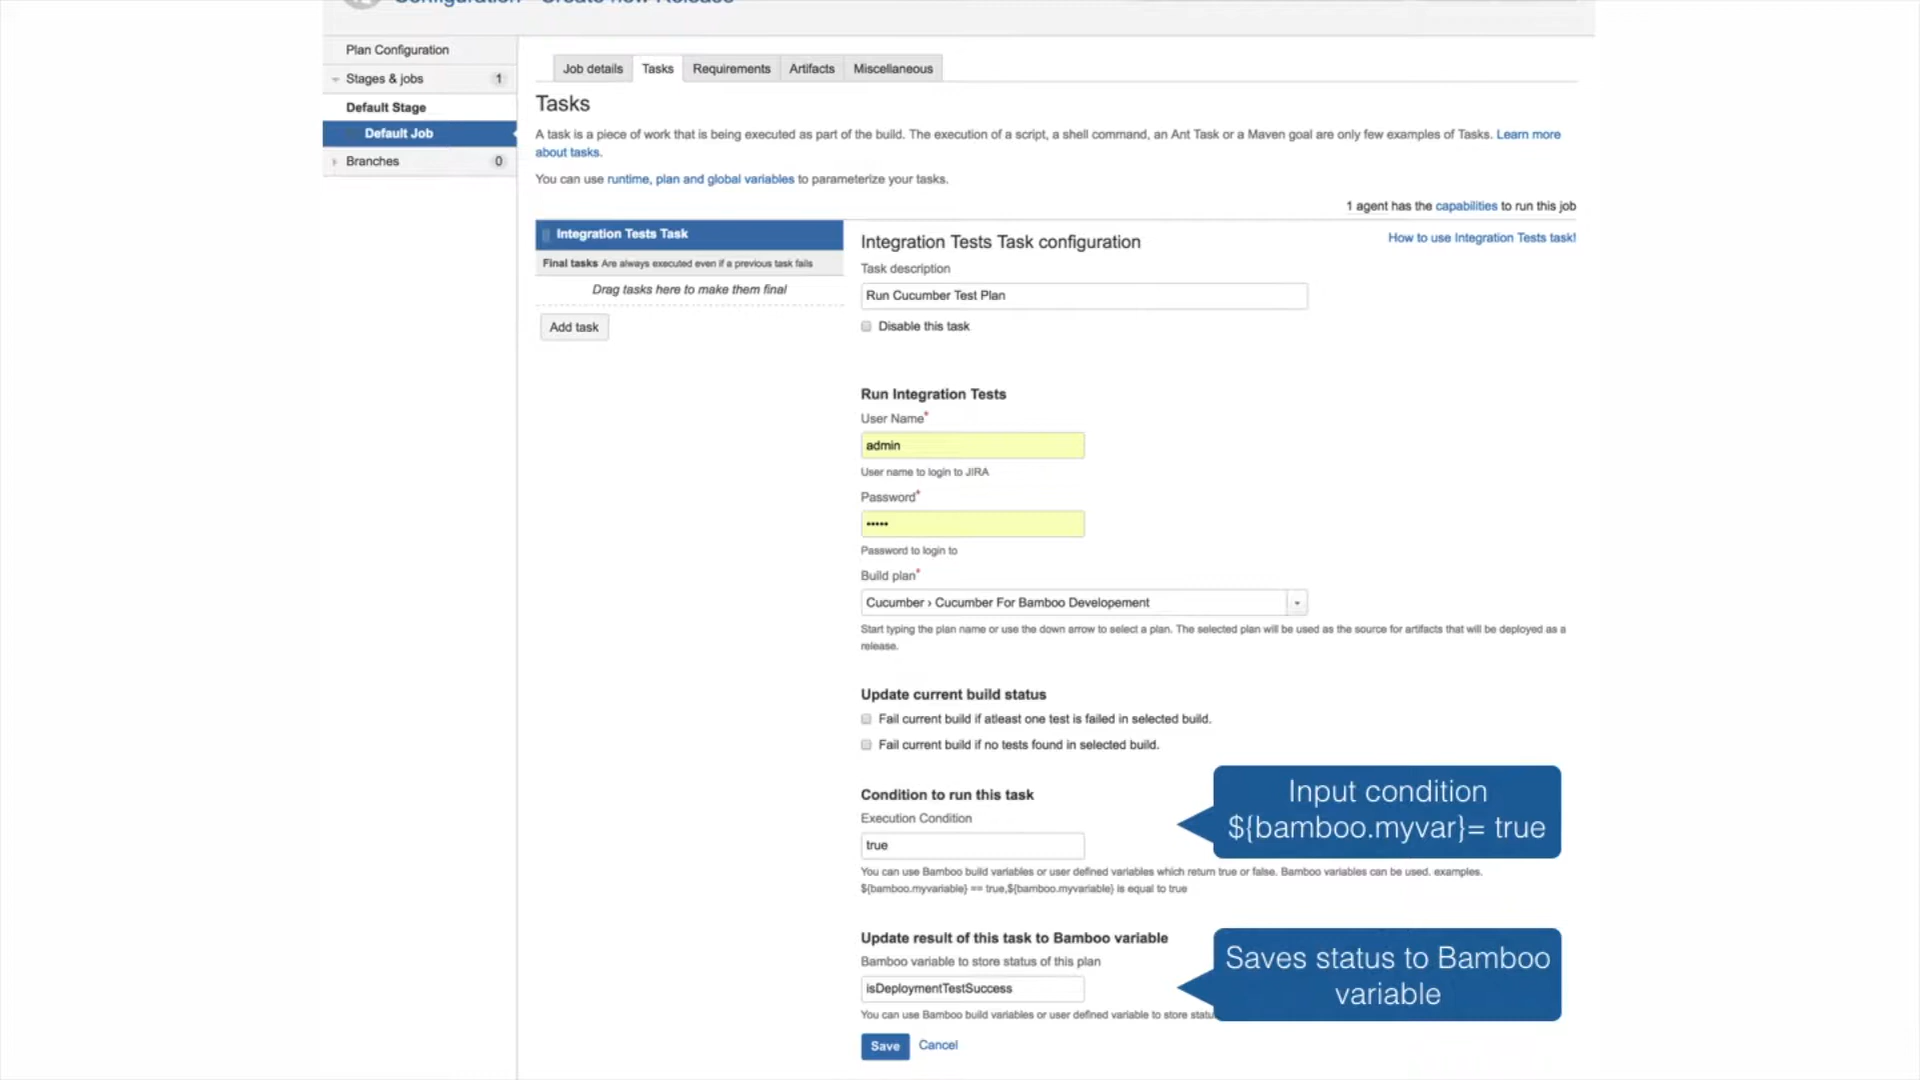 Configuration - Create new Release
Plan Configuration
Stages & jobs 1
Default Stage
Default Job
Branches 0
Job details Tasks Requirements Artifacts Miscellaneous
Tasks
A task is a piece of work that is being executed as part of the build. The execution of a script, a shell command, an Ant Task or a Maven goal are only few examples of Tasks. Learn more
about tasks.
You can use runtime, plan and global variables to parameterize your tasks.
1 agent has the capabilities to run this job
Integration Tests Task
Final tasks Are always executed even if a previous task fails
Drag tasks here to make them final
Add task
Integration Tests Task configuration
How to use Integration Tests task!
Task description
Run Cucumber Test Plan
Disable this task
Run Integration Tests
User Name*
admin
User name to login to JIRA
Password*
•••••
Password to login to
Build plan*
Cucumber › Cucumber For Bamboo Developement
Start typing the plan name or use the down arrow to select a plan. The selected plan will be used as the source for artifacts that will be deployed as a
release.
Update current build status
Fail current build if atleast one test is failed in selected build.
Fail current build if no tests found in selected build.
Condition to run this task
Execution Condition
true
You can use Bamboo build variables or user defined variables which return true or false. Bamboo variables can be used. examples.
${bamboo.myvariable} == true,${bamboo.myvariable} is equal to true
Input condition
${bamboo.myvar}= true
Update result of this task to Bamboo variable
Bamboo variable to store status of this plan
isDeploymentTestSuccess
You can use Bamboo build variables or user defined variable to store statu
Saves status to Bamboo
variable
Save Cancel